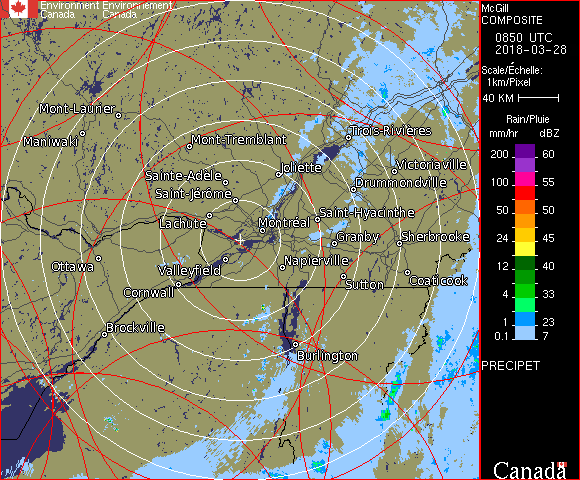 Environment Environnement
Canada Canada
McGill
COMPOSITE
0850 UTC
2018-03-28
Scale/Échelle:
1km/Pixel
40 KM
Rain/Pluie
mm/hr dBZ
200 60
100 55
50 50
24 45
12 40
4 33
1 23
0.1 7
PRECIPET
Canada
Mont-Laurier
Maniwaki
Mont-Tremblant
Trois-Rivières
Joliette
Victoriaville
Sainte-Adèle
Drummondville
Saint-Jérôme
Saint-Hyacinthe
Lachute
Montréal
Granby
Sherbrooke
Ottawa
Valleyfield
Napierville
Cornwall
Sutton
Coaticook
Brockville
Burlington